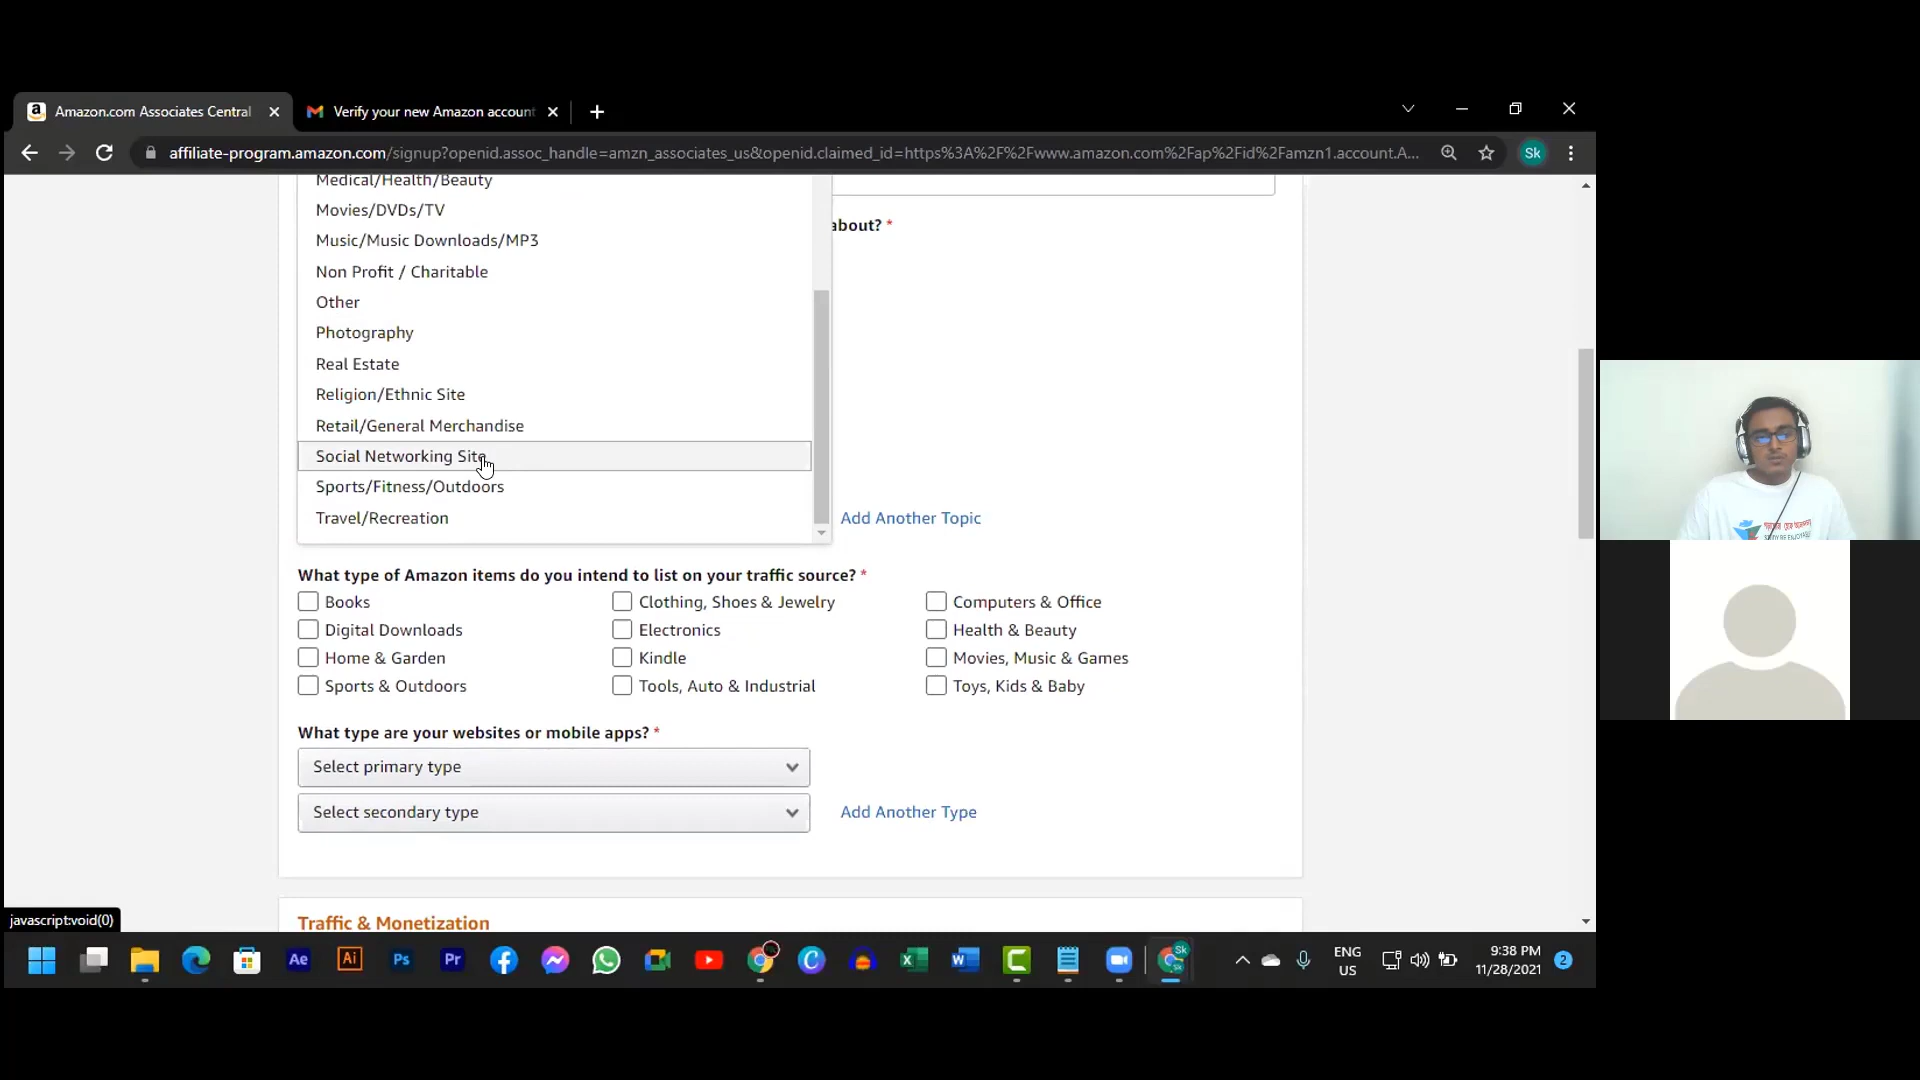 Amazon.com Associates Central
Verify your new Amazon account
affiliate-program.amazon.com/signup?openid.assoc_handle=amzn_associates_us&openid.claimed_id=https%3A%2F%2Fwww.amazon.com%2Fap%2Fid%2Famzn1.account.A...
Sk
Medical/Health/Beauty
Movies/DVDs/TV
about? *
Music/Music Downloads/MP3
Non Profit / Charitable
Other
Photography
Real Estate
Religion/Ethnic Site
Retail/General Merchandise
Social Networking Site
Sports/Fitness/Outdoors
Travel/Recreation
Add Another Topic
What type of Amazon items do you intend to list on your traffic source? *
Books
Clothing, Shoes & Jewelry
Computers & Office
Digital Downloads
Electronics
Health & Beauty
Home & Garden
Kindle
Movies, Music & Games
Sports & Outdoors
Tools, Auto & Industrial
Toys, Kids & Baby
What type are your websites or mobile apps? *
Select primary type
Select secondary type
Add Another Type
Traffic & Monetization
javascript:void(0)
Ae
Ai
Ps
Pr
Sk
ENG
US
9:38 PM
11/28/2021
2